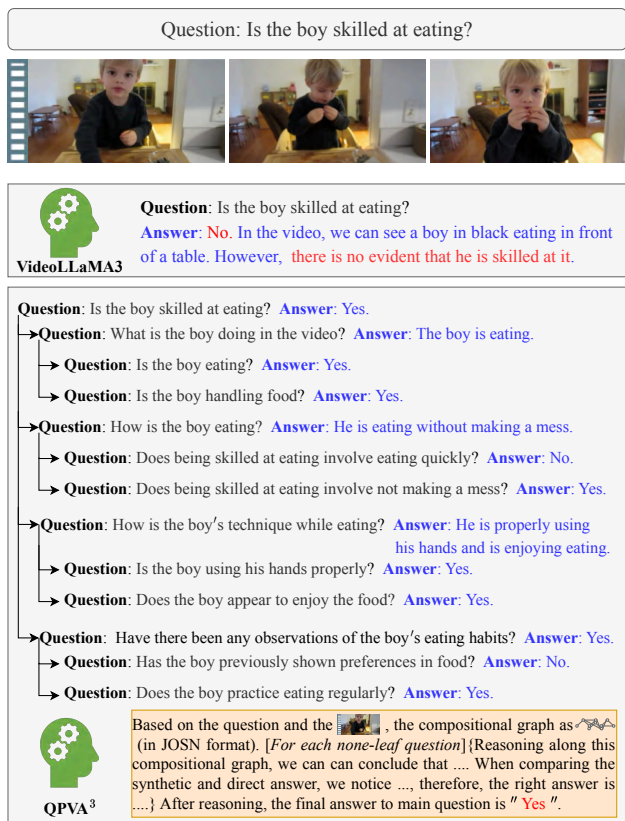 Question: Is the boy skilled at eating?
Question: Is the boy skilled at eating?
Answer: No. In the video, we can see a boy in black eating in front
of a table. However, there is no evident that he is skilled at it.
VideoLLaMA3
Question: Is the boy skilled at eating? Answer: Yes.
Question: What is the boy doing in the video? Answer: The boy is eating.
Question: Is the boy eating? Answer: Yes.
Question: Is the boy handling food? Answer: Yes.
Question: How is the boy eating? Answer: He is eating without making a mess.
Question: Does being skilled at eating involve eating quickly? Answer: No.
Question: Does being skilled at eating involve not making a mess? Answer: Yes.
Question: How is the boy′s technique while eating? Answer: He is properly using
his hands and is enjoying eating.
Question: Is the boy using his hands properly? Answer: Yes.
Question: Does the boy appear to enjoy the food? Answer: Yes.
Question: Have there been any observations of the boy′s eating habits? Answer: Yes.
Question: Has the boy previously shown preferences in food? Answer: No.
Question: Does the boy practice eating regularly? Answer: Yes.
Based on the question and the , the compositional graph as
(in JOSN format). [For each none-leaf question]{Reasoning along this
compositional graph, we can can conclude that .... When comparing the
synthetic and direct answer, we notice ..., therefore, the right answer is
....} After reasoning, the final answer to main question is ″ Yes ″.
QPVA³